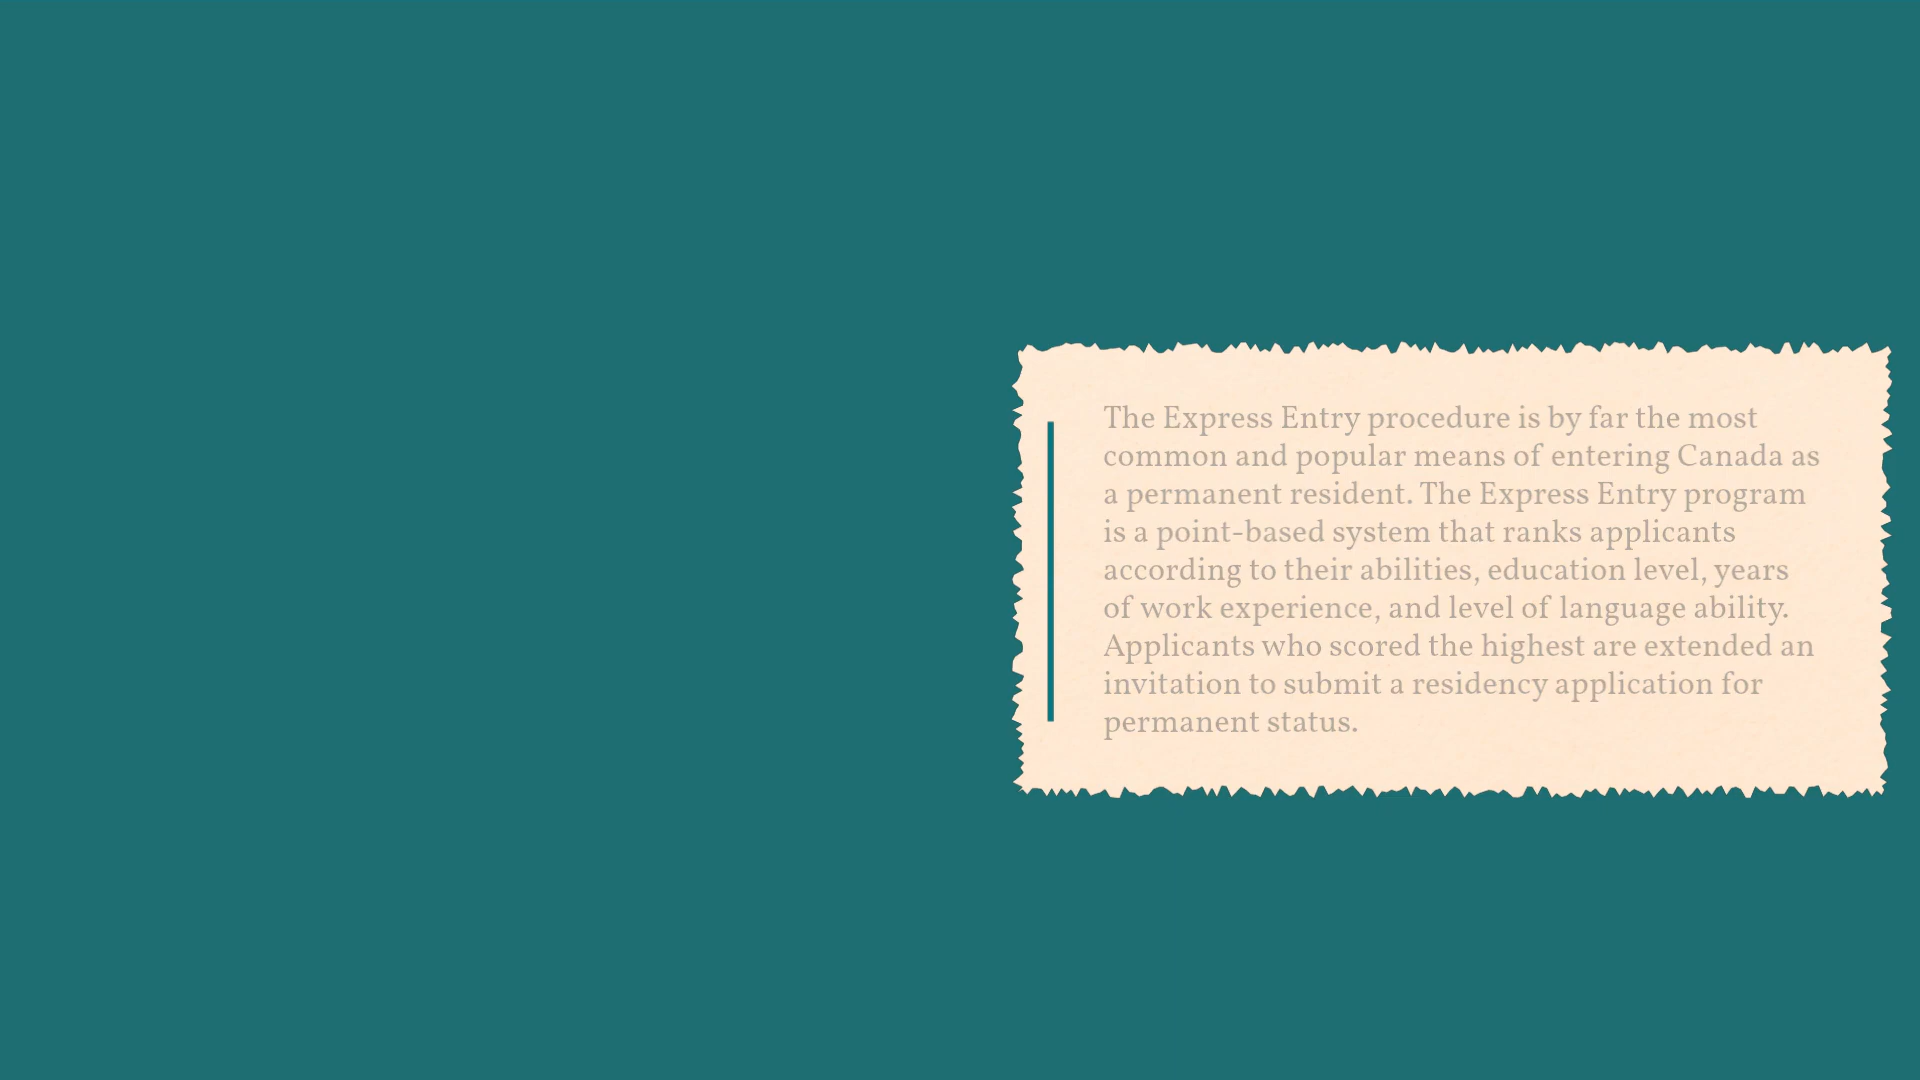 The Express Entry procedure is by far the most
common and popular means of entering Canada as
a permanent resident. The Express Entry program
is a point-based system that ranks applicants
according to their abilities, education level, years
of work experience, and level of language ability.
Applicants who scored the highest are extended an
invitation to submit a residency application for
permanent status.